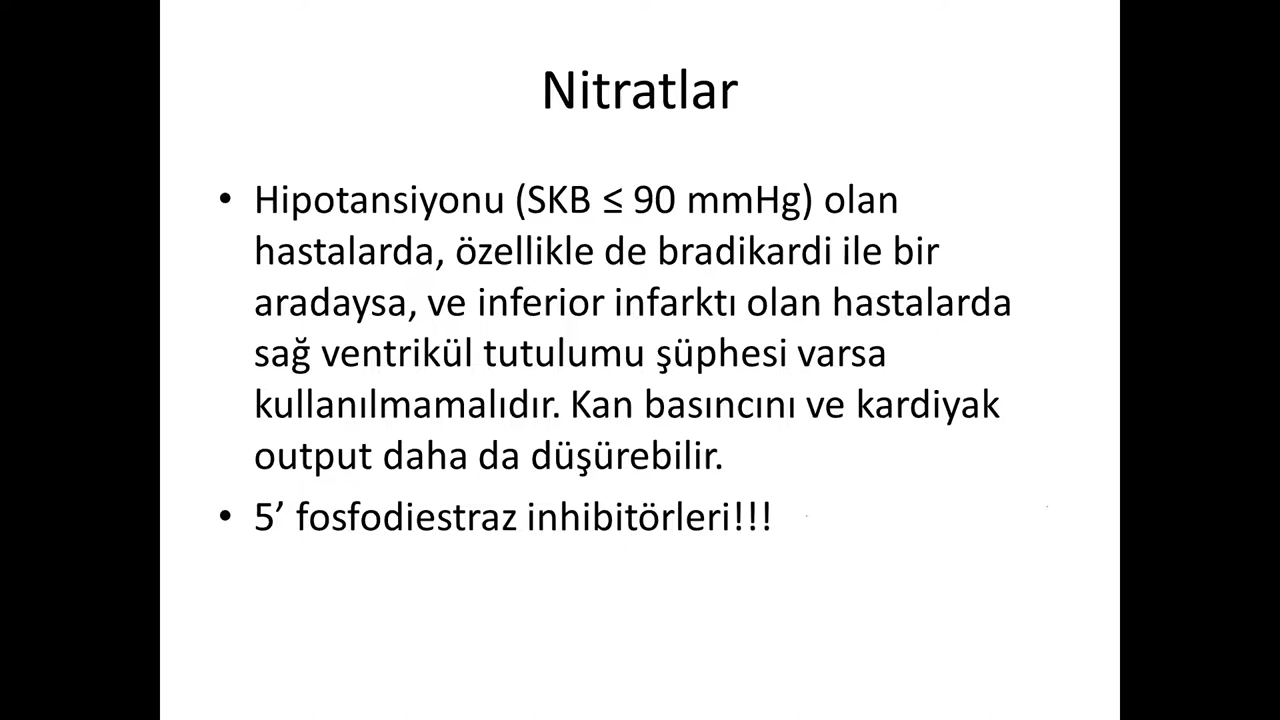 Nitratlar
• Hipotansiyonu (SKB ≤ 90 mmHg) olan
hastalarda, özellikle de bradikardi ile bir
aradaysa, ve inferior infarktı olan hastalarda
sağ ventrikül tutulumu şüphesi varsa
kullanılmamalıdır. Kan basıncını ve kardiyak
output daha da düşürebilir.
• 5’ fosfodiestraz inhibitörleri!!!